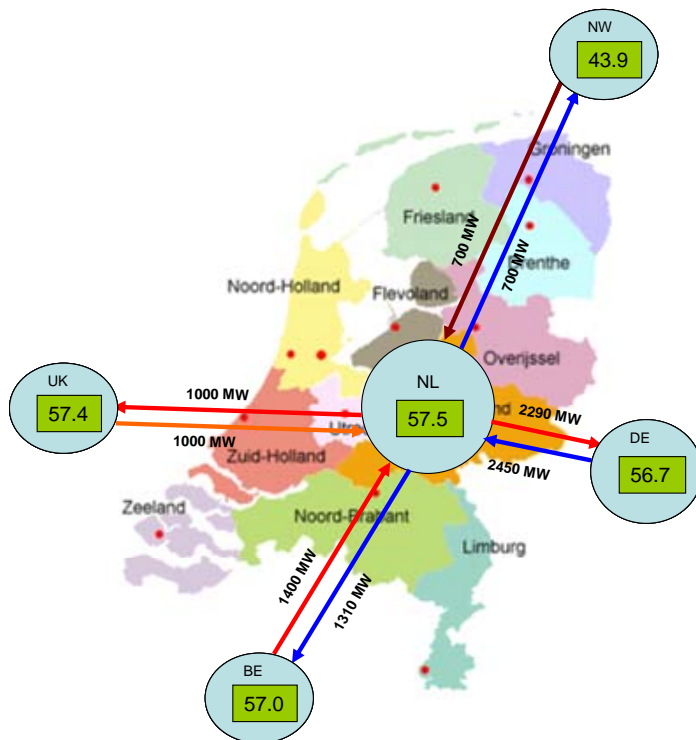 NW
43.9
Groningen
Friesland
700 MW
700 MW
Drenthe
Noord-Holland
Flevoland
Overijssel
UK
57.4
1000 MW
1000 MW
NL
57.5
nd
2290 MW
2450 MW
DE
56.7
Utre
Zuid-Holland
Zeeland
Noord-Brabant
Limburg
1400 MW
1310 MW
BE
57.0